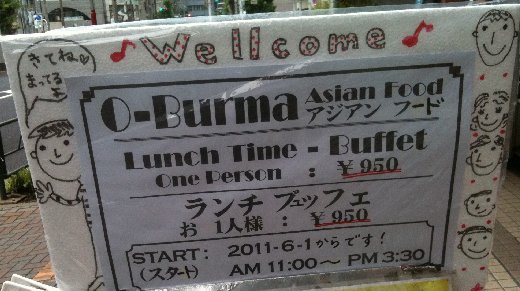 Wellcome
きてね
まってる
O-Burma Asian Food
アジアン フード
Lunch Time - Buffet
One Person : ¥950
ランチ ブュッフェ
お 1人様 : ¥950
START: 2011-6-1からです!
(スタート) AM 11:00～ PM 3:30